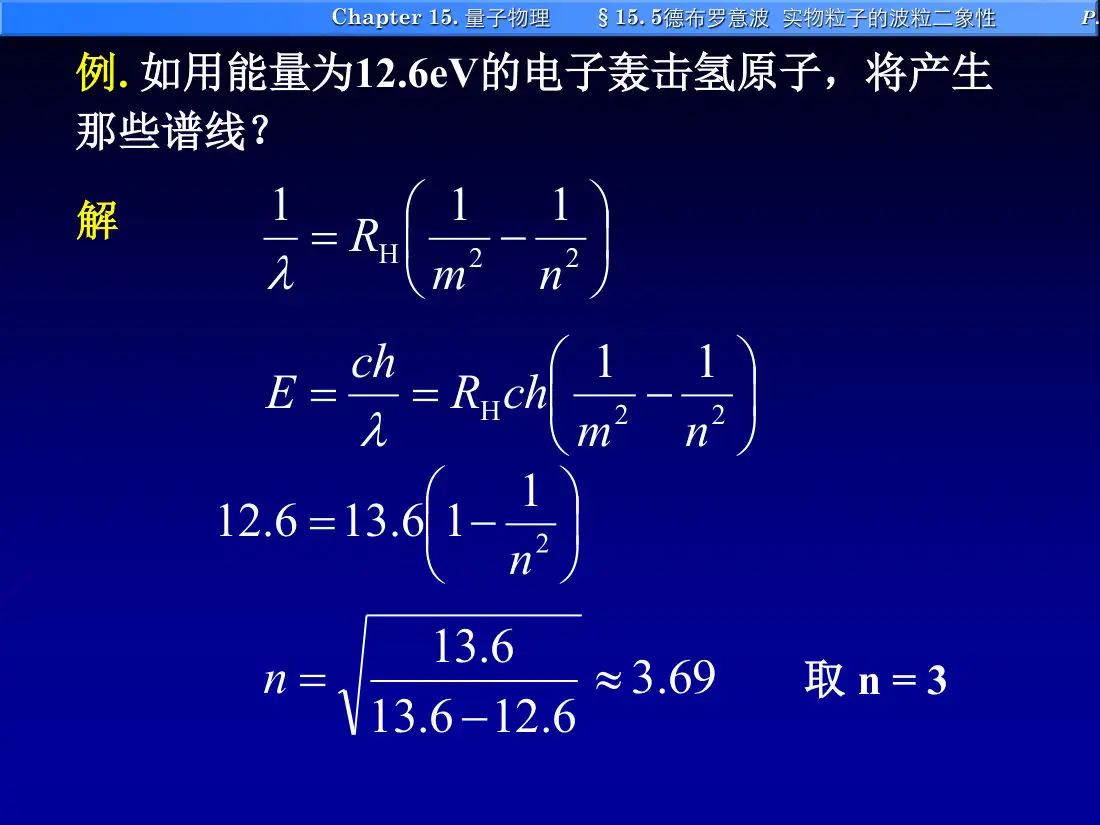 Chapter 15. 量子物理 §15.5德布罗意波 实物粒子的波粒二象性 P.
例. 如用能量为12.6eV的电子轰击氢原子，将产生
那些谱线？
解 1/λ = R_H(1/m² − 1/n²)
E = ch/λ = R_H ch(1/m² − 1/n²)
12.6 = 13.6(1 − 1/n²)
n = √(13.6/(13.6 − 12.6)) ≈ 3.69 取 n = 3